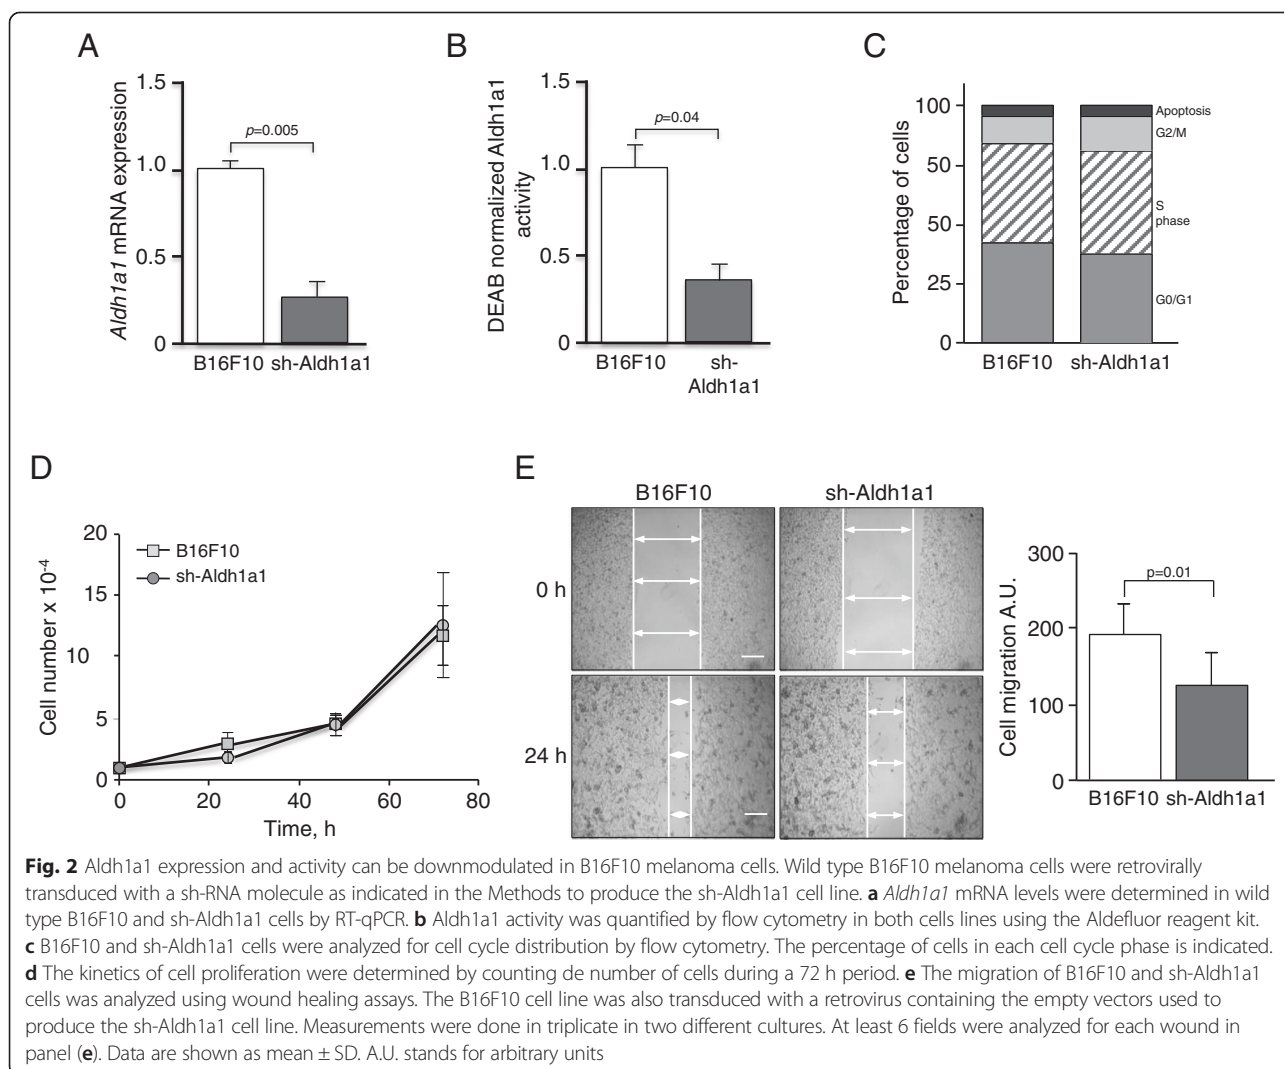 A
1.5
1.0
0.5
0
Aldh1a1 mRNA expression
p=0.005
B16F10 sh-Aldh1a1
B
1.5
1.0
0.5
0
DEAB normalized Aldh1a1
activity
p=0.04
B16F10
sh-
Aldh1a1
C
100
50
50
25
0
Percentage of cells
Apoptosis
G2/M
S
phase
G0/G1
B16F10 sh-Aldh1a1
D
20
15
10
5
0
Cell number x 10-4
B16F10
sh-Aldh1a1
0 20 40 60 80
Time, h
E
B16F10 sh-Aldh1a1
0 h
24 h
300
200
100
0
Cell migration A.U.
p=0.01
B16F10 sh-Aldh1a1
Fig. 2 Aldh1a1 expression and activity can be downmodulated in B16F10 melanoma cells. Wild type B16F10 melanoma cells were retrovirally
transduced with a sh-RNA molecule as indicated in the Methods to produce the sh-Aldh1a1 cell line. a Aldh1a1 mRNA levels were determined in wild
type B16F10 and sh-Aldh1a1 cells by RT-qPCR. b Aldh1a1 activity was quantified by flow cytometry in both cells lines using the Aldefluor reagent kit.
c B16F10 and sh-Aldh1a1 cells were analyzed for cell cycle distribution by flow cytometry. The percentage of cells in each cell cycle phase is indicated.
d The kinetics of cell proliferation were determined by counting de number of cells during a 72 h period. e The migration of B16F10 and sh-Aldh1a1
cells was analyzed using wound healing assays. The B16F10 cell line was also transduced with a retrovirus containing the empty vectors used to
produce the sh-Aldh1a1 cell line. Measurements were done in triplicate in two different cultures. At least 6 fields were analyzed for each wound in
panel (e). Data are shown as mean ± SD. A.U. stands for arbitrary units